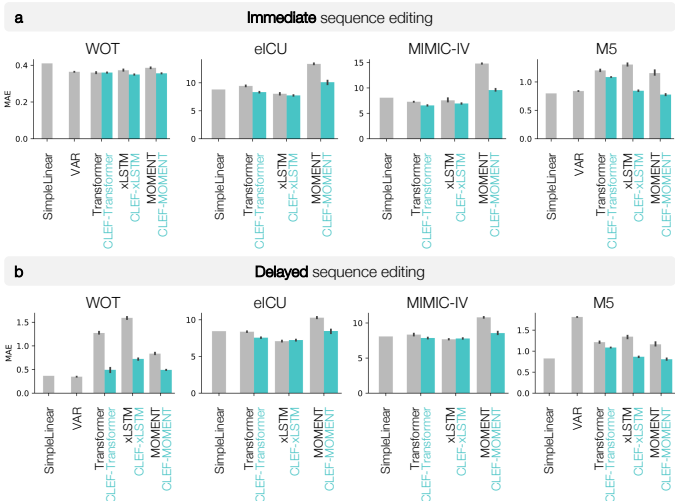 a
Immediate sequence editing
WOT
eICU
MIMIC-IV
M5
MAE
0.4
0.2
0.0
10
5
0
15
10
5
0
1.0
0.5
0.0
SimpleLinear
VAR
Transformer
CLEF-Transformer
xLSTM
CLEF-xLSTM
MOMENT
CLEF-MOMENT
SimpleLinear
Transformer
CLEF-Transformer
xLSTM
CLEF-xLSTM
MOMENT
CLEF-MOMENT
SimpleLinear
Transformer
CLEF-Transformer
xLSTM
CLEF-xLSTM
MOMENT
CLEF-MOMENT
SimpleLinear
VAR
Transformer
CLEF-Transformer
xLSTM
CLEF-xLSTM
MOMENT
CLEF-MOMENT
b
Delayed sequence editing
WOT
eICU
MIMIC-IV
M5
MAE
1.5
1.0
0.5
0.0
10
5
0
10
5
0
1.5
1.0
0.5
0.0
SimpleLinear
VAR
Transformer
CLEF-Transformer
xLSTM
CLEF-xLSTM
MOMENT
CLEF-MOMENT
SimpleLinear
Transformer
CLEF-Transformer
xLSTM
CLEF-xLSTM
MOMENT
CLEF-MOMENT
SimpleLinear
Transformer
CLEF-Transformer
xLSTM
CLEF-xLSTM
MOMENT
CLEF-MOMENT
SimpleLinear
VAR
Transformer
CLEF-Transformer
xLSTM
CLEF-xLSTM
MOMENT
CLEF-MOMENT